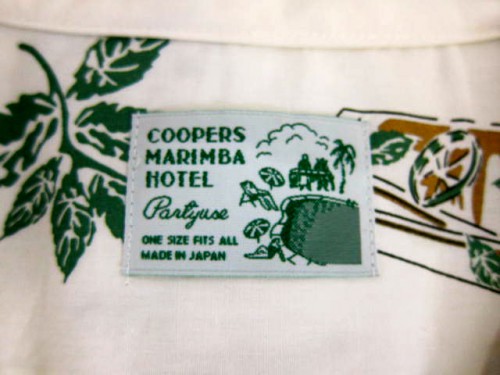 COOPERS
MARIMBA
HOTEL
Partyuse
ONE SIZE FITS ALL
MADE IN JAPAN